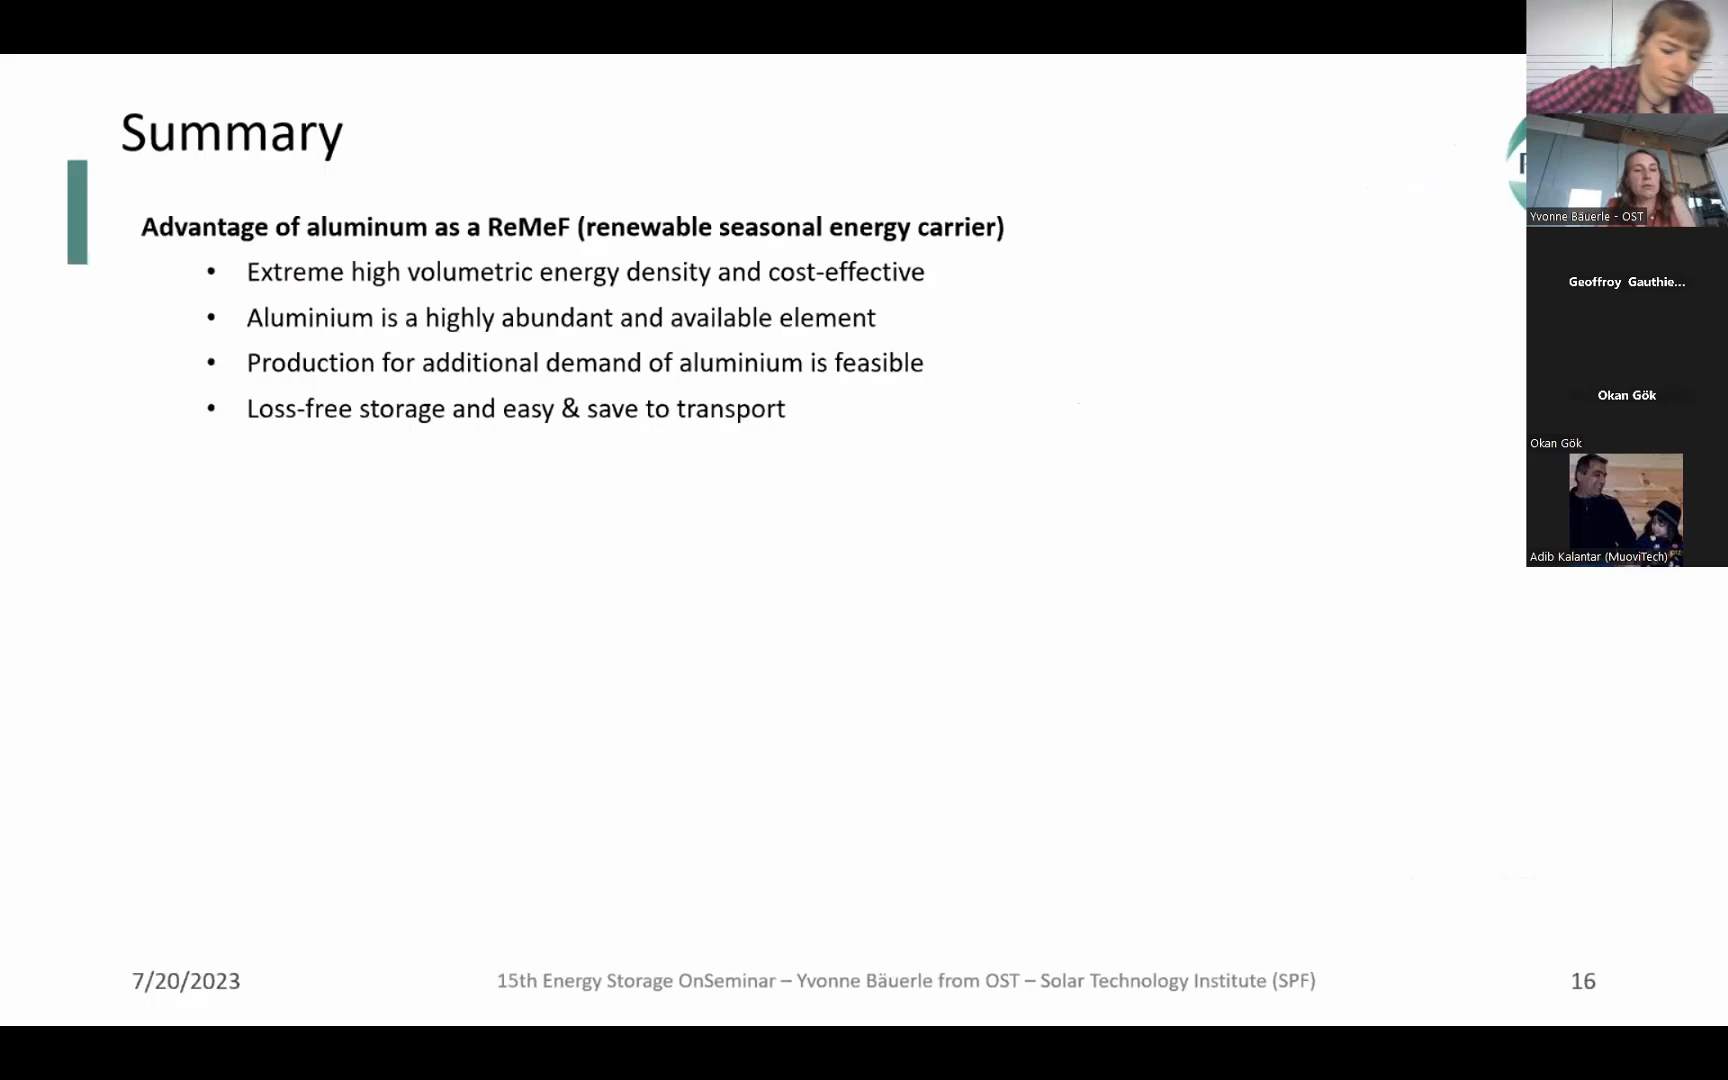 Summary
Advantage of aluminum as a ReMeF (renewable seasonal energy carrier)
• Extreme high volumetric energy density and cost-effective
• Aluminium is a highly abundant and available element
• Production for additional demand of aluminium is feasible
• Loss-free storage and easy & save to transport
7/20/2023
15th Energy Storage OnSeminar – Yvonne Bäuerle from OST – Solar Technology Institute (SPF)
16
Yvonne Bäuerle - OST
Geoffroy Gauthie...
Okan Gök
Okan Gök
Adib Kalantar (MuoviTech)